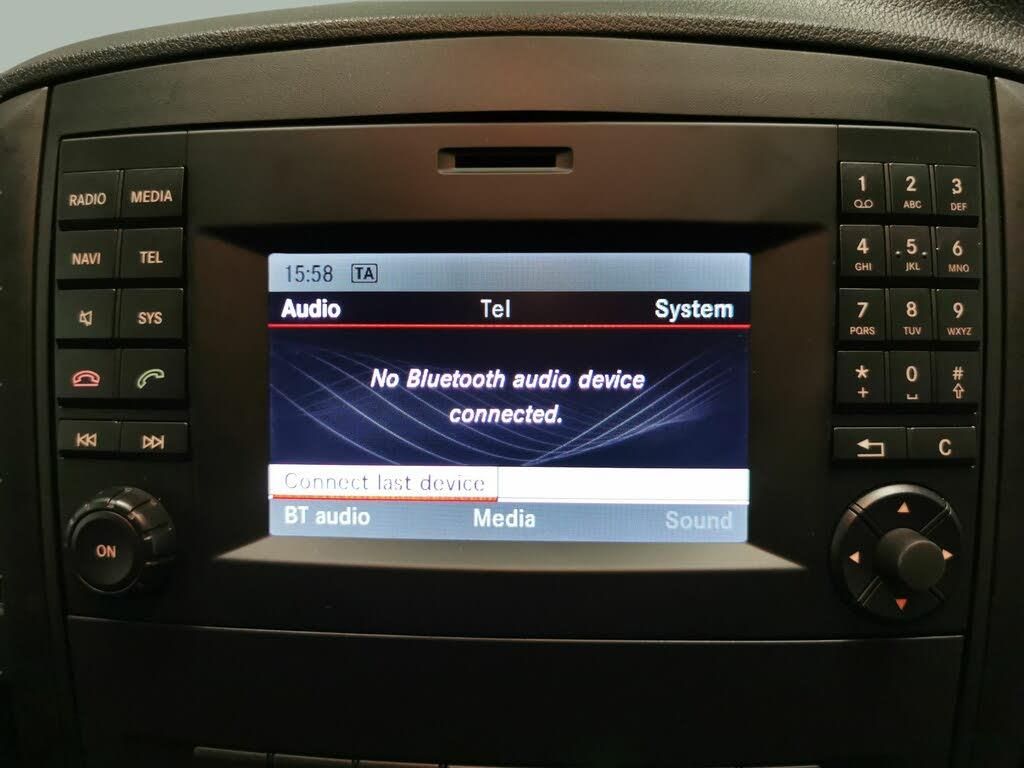 RADIO MEDIA
NAVI TEL
SYS
ON
15:58 TA
Audio Tel System
No Bluetooth audio device
connected.
Connect last device
BT audio Media Sound
1 2 3
ABC DEF
4 5 6
GHI JKL MNO
7 8 9
PQRS TUV WXYZ
* 0 #
+
C